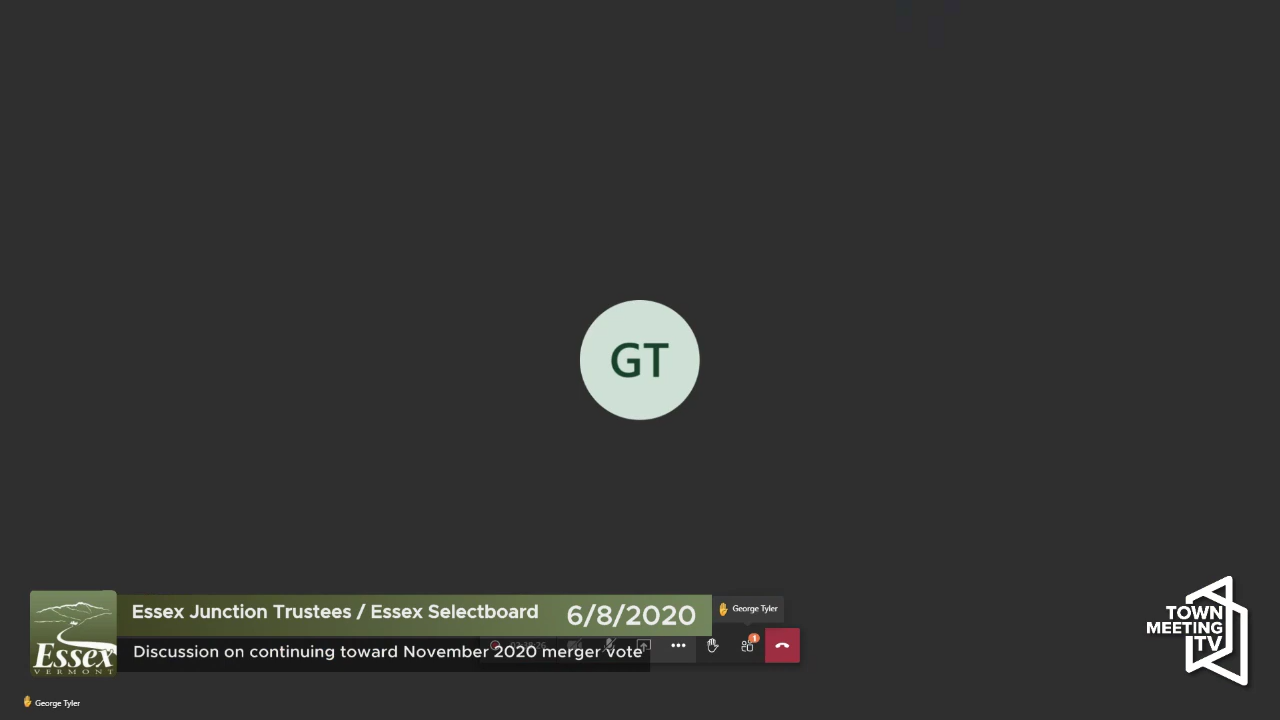 GT
Essex Junction Trustees / Essex Selectboard
6/8/2020
George Tyler
Essex
VERMONT
Discussion on continuing toward November 2020 merger vote
1
TOWN
MEETING
TV
George Tyler